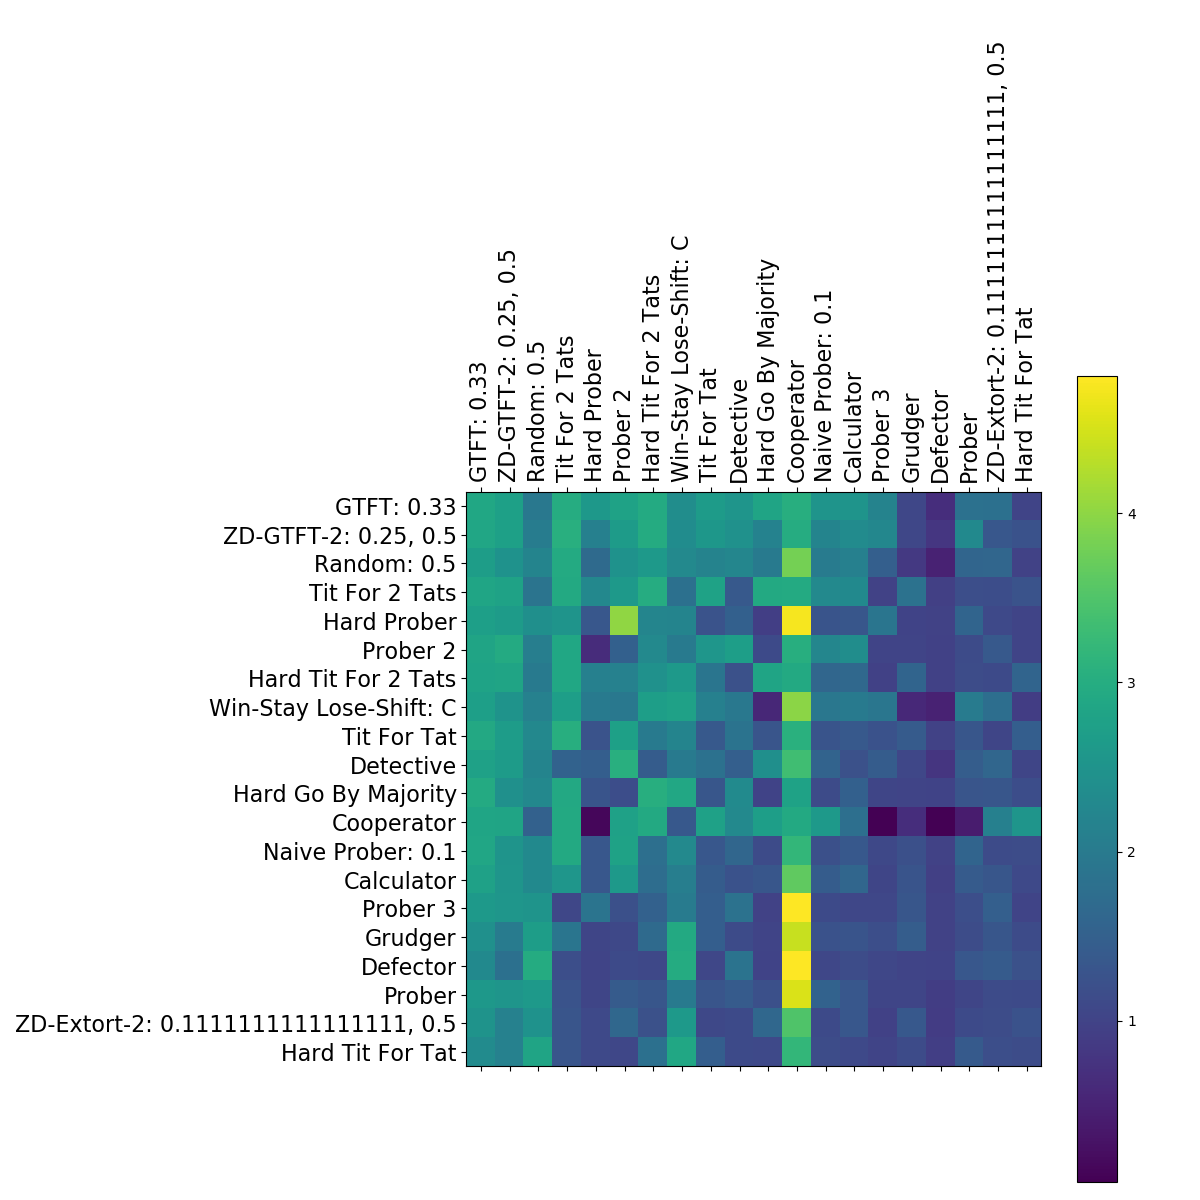 GTFT: 0.33
ZD-GTFT-2: 0.25, 0.5
Random: 0.5
Tit For 2 Tats
Hard Prober
Prober 2
Hard Tit For 2 Tats
Win-Stay Lose-Shift: C
Tit For Tat
Detective
Hard Go By Majority
Cooperator
Naive Prober: 0.1
Calculator
Prober 3
Grudger
Defector
Prober
ZD-Extort-2: 0.1111111111111111, 0.5
Hard Tit For Tat
GTFT: 0.33
ZD-GTFT-2: 0.25, 0.5
Random: 0.5
Tit For 2 Tats
Hard Prober
Prober 2
Hard Tit For 2 Tats
Win-Stay Lose-Shift: C
Tit For Tat
Detective
Hard Go By Majority
Cooperator
Naive Prober: 0.1
Calculator
Prober 3
Grudger
Defector
Prober
ZD-Extort-2: 0.1111111111111111, 0.5
Hard Tit For Tat
4
3
2
1